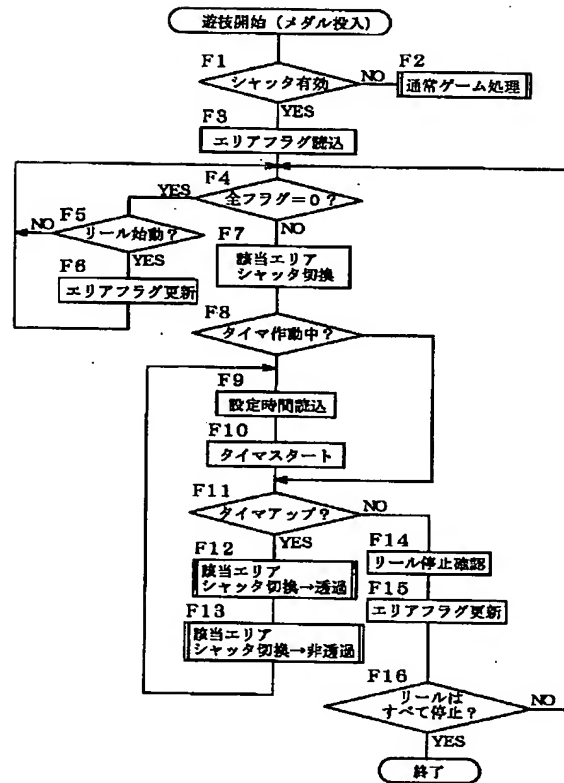 遊技開始(メダル投入)
F1
シャッタ有効
NO
F2
通常ゲーム処理
YES
F3
エリアフラグ読込
F4
全フラグ=0?
YES
NO
F5
リール始動?
NO
YES
F6
エリアフラグ更新
F7
該当エリア
シャッタ切換
F8
タイマ作動中?
F9
設定時間読込
F10
タイマスタート
F11
タイマアップ?
NO
YES
F12
該当エリア
シャッタ切換→透過
F13
該当エリア
シャッタ切換→非透過
F14
リール停止確認
F15
エリアフラグ更新
F16
リールは
すべて停止?
NO
YES
終了